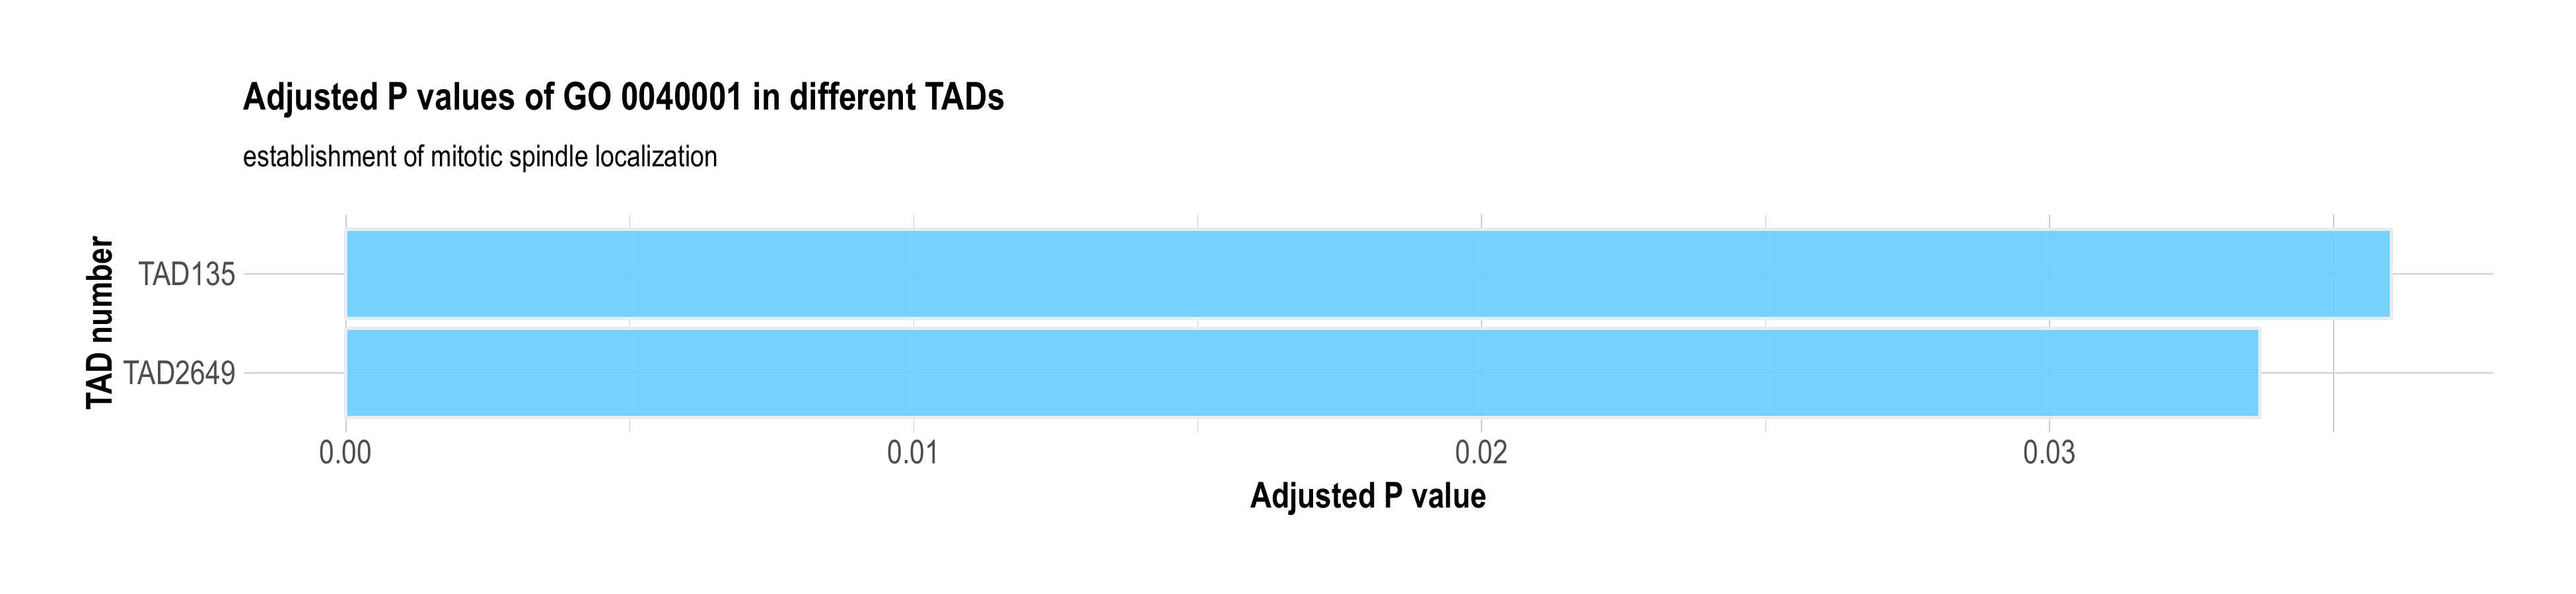 Adjusted P values of GO 0040001 in different TADs
establishment of mitotic spindle localization
TAD number
TAD135
TAD2649
0.00 0.01 0.02 0.03
Adjusted P value